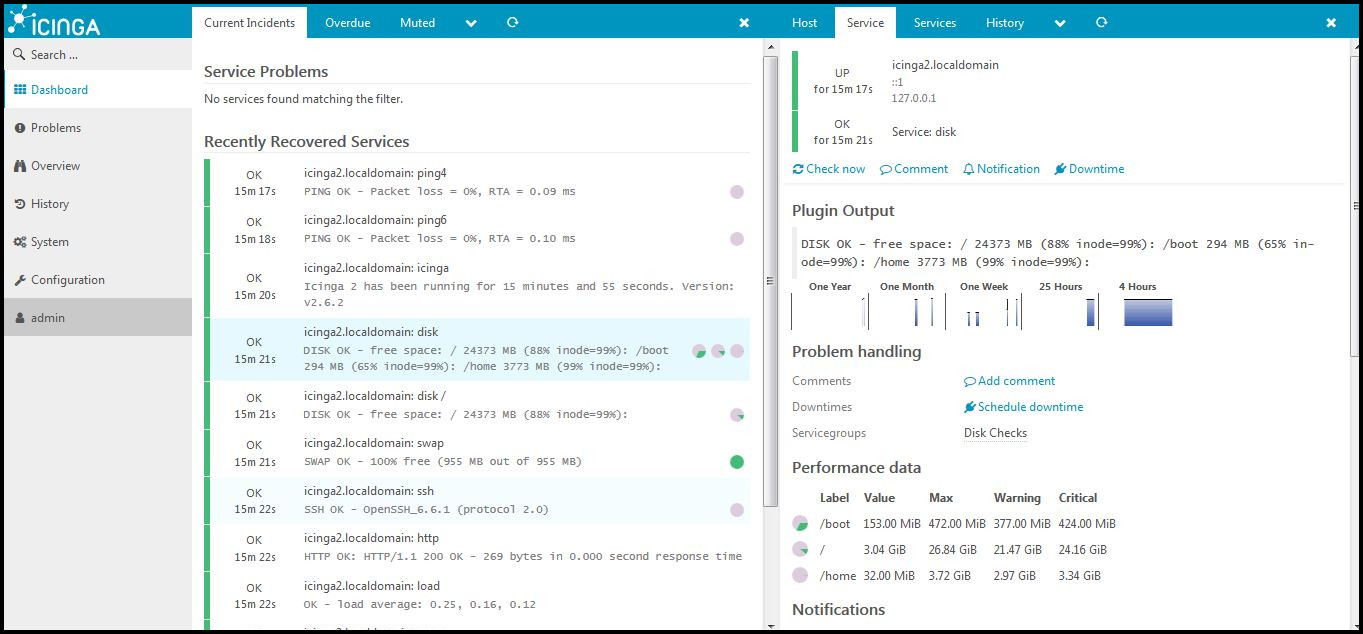 ICINGA
Search ...
Dashboard
Problems
Overview
History
System
Configuration
admin
Current Incidents Overdue Muted
Service Problems
No services found matching the filter.
Recently Recovered Services
OK icinga2.localdomain: ping4
15m 17s PING OK - Packet loss = 0%, RTA = 0.09 ms
OK icinga2.localdomain: ping6
15m 18s PING OK - Packet loss = 0%, RTA = 0.10 ms
OK icinga2.localdomain: icinga
15m 20s Icinga 2 has been running for 15 minutes and 55 seconds. Version:
v2.6.2
OK icinga2.localdomain: disk
15m 21s DISK OK - free space: / 24373 MB (88% inode=99%): /boot
294 MB (65% inode=99%): /home 3773 MB (99% inode=99%):
OK icinga2.localdomain: disk /
15m 21s DISK OK - free space: / 24373 MB (88% inode=99%):
OK icinga2.localdomain: swap
15m 21s SWAP OK - 100% free (955 MB out of 955 MB)
OK icinga2.localdomain: ssh
15m 22s SSH OK - OpenSSH_6.6.1 (protocol 2.0)
OK icinga2.localdomain: http
15m 22s HTTP OK: HTTP/1.1 200 OK - 269 bytes in 0.000 second response time
OK icinga2.localdomain: load
15m 22s OK - load average: 0.25, 0.16, 0.12
Host Service Services History
UP icinga2.localdomain
for 15m 17s ::1
127.0.0.1
OK Service: disk
for 15m 21s
Check now Comment Notification Downtime
Plugin Output
DISK OK - free space: / 24373 MB (88% inode=99%): /boot 294 MB (65% in-
ode=99%): /home 3773 MB (99% inode=99%):
One Year One Month One Week 25 Hours 4 Hours
Problem handling
Comments Add comment
Downtimes Schedule downtime
Servicegroups Disk Checks
Performance data
Label Value Max Warning Critical
/boot 153.00 MiB 472.00 MiB 377.00 MiB 424.00 MiB
/ 3.04 GiB 26.84 GiB 21.47 GiB 24.16 GiB
/home 32.00 MiB 3.72 GiB 2.97 GiB 3.34 GiB
Notifications